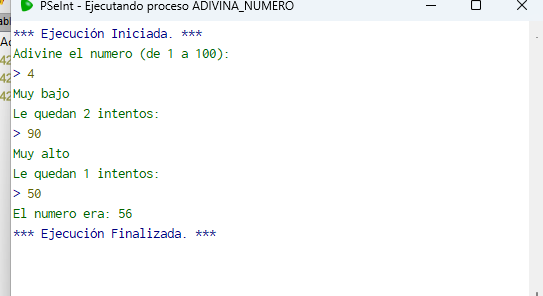 PSeInt - Ejecutando proceso ADIVINA_NUMERO
*** Ejecución Iniciada. ***
Adivine el numero (de 1 a 100):
> 4
Muy bajo
Le quedan 2 intentos:
> 90
Muy alto
Le quedan 1 intentos:
> 50
El numero era: 56
*** Ejecución Finalizada. ***